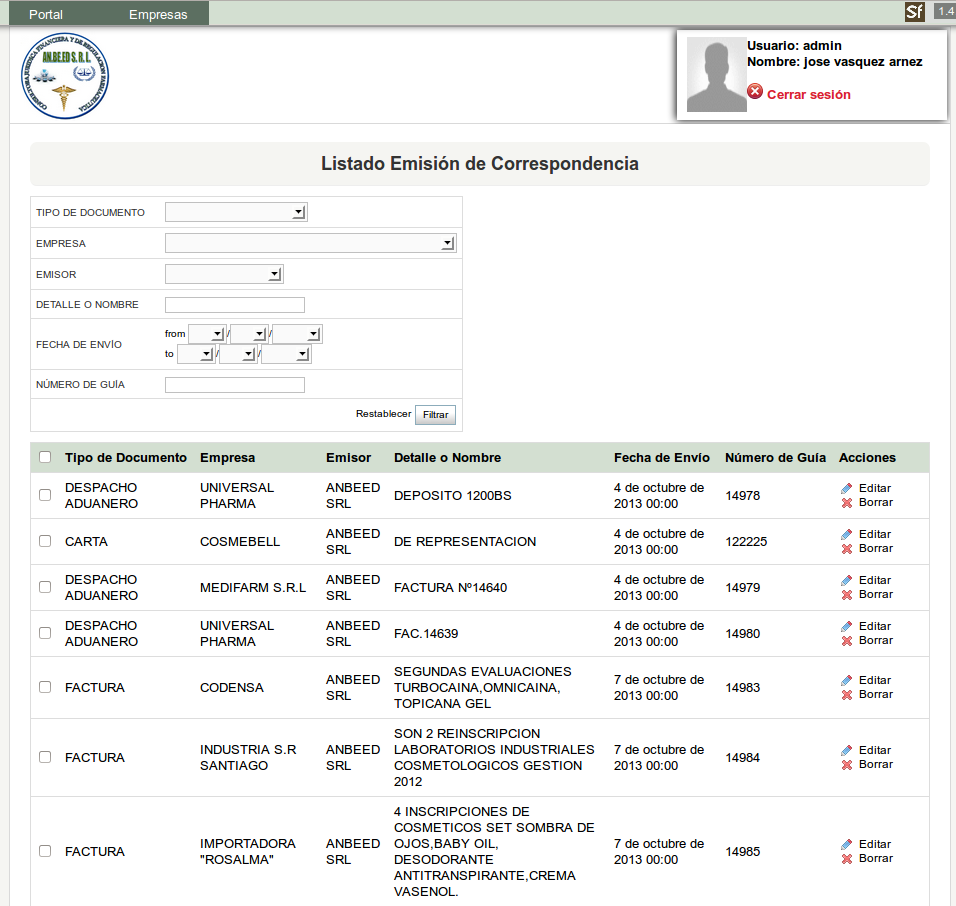 Portal Empresas
Sf 1.4
AN.BEED S.R.L.
Usuario: admin
Nombre: jose vasquez arnez
Cerrar sesión
Listado Emisión de Correspondencia
TIPO DE DOCUMENTO
EMPRESA
EMISOR
DETALLE O NOMBRE
FECHA DE ENVÍO
from / /
to / /
NÚMERO DE GUÍA
Restablecer Filtrar
Tipo de Documento Empresa Emisor Detalle o Nombre Fecha de Envío Número de Guía Acciones
DESPACHO UNIVERSAL ANBEED 4 de octubre de Editar
ADUANERO PHARMA SRL DEPOSITO 1200BS 2013 00:00 14978 Borrar
ANBEED 4 de octubre de Editar
CARTA COSMEBELL SRL DE REPRESENTACION 2013 00:00 122225 Borrar
DESPACHO ANBEED 4 de octubre de Editar
ADUANERO MEDIFARM S.R.L SRL FACTURA Nº14640 2013 00:00 14979 Borrar
DESPACHO UNIVERSAL ANBEED 4 de octubre de Editar
ADUANERO PHARMA SRL FAC.14639 2013 00:00 14980 Borrar
SEGUNDAS EVALUACIONES
ANBEED 7 de octubre de Editar
FACTURA CODENSA SRL TURBOCAINA,OMNICAINA, 2013 00:00 14983 Borrar
TOPICANA GEL
SON 2 REINSCRIPCION
INDUSTRIA S.R ANBEED LABORATORIOS INDUSTRIALES 7 de octubre de Editar
FACTURA SANTIAGO SRL COSMETOLOGICOS GESTION 2013 00:00 14984 Borrar
2012
4 INSCRIPCIONES DE
COSMETICOS SET SOMBRA DE
IMPORTADORA ANBEED OJOS,BABY OIL, 7 de octubre de Editar
FACTURA "ROSALMA" SRL DESODORANTE 2013 00:00 14985 Borrar
ANTITRANSPIRANTE,CREMA
VASENOL.